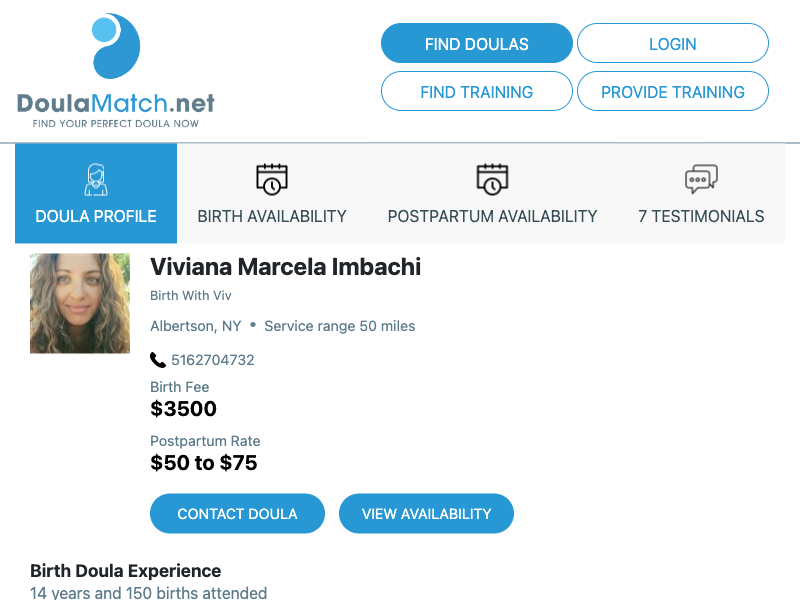 DoulaMatch.net
FIND YOUR PERFECT DOULA NOW
FIND DOULAS
LOGIN
FIND TRAINING
PROVIDE TRAINING
DOULA PROFILE
BIRTH AVAILABILITY
POSTPARTUM AVAILABILITY
7 TESTIMONIALS
Viviana Marcela Imbachi
Birth With Viv
Albertson, NY • Service range 50 miles
5162704732
Birth Fee
$3500
Postpartum Rate
$50 to $75
CONTACT DOULA
VIEW AVAILABILITY
Birth Doula Experience
14 years and 150 births attended